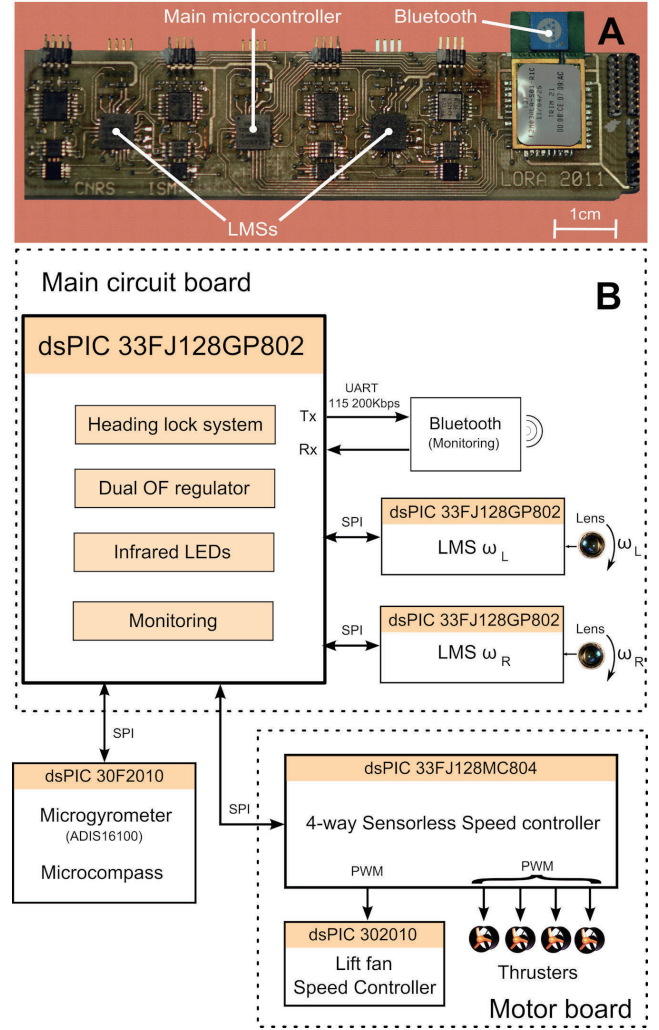 Main microcontroller
Bluetooth
A
LMSs
CNRS ISM
LORA 2011
1cm
Main circuit board
B
dsPIC 33FJ128GP802
Heading lock system
Dual OF regulator
Infrared LEDs
Monitoring
Tx
Rx
UART
115 200Kbps
Bluetooth
(Monitoring)
SPI
dsPIC 33FJ128GP802
LMS ω L
Lens
ω L
SPI
dsPIC 33FJ128GP802
LMS ω R
Lens
ω R
SPI
dsPIC 30F2010
Microgyrometer
(ADIS16100)
Microcompass
SPI
dsPIC 33FJ128MC804
4-way Sensorless Speed controller
PWM
PWM
dsPIC 302010
Lift fan
Speed Controller
Thrusters
Motor board